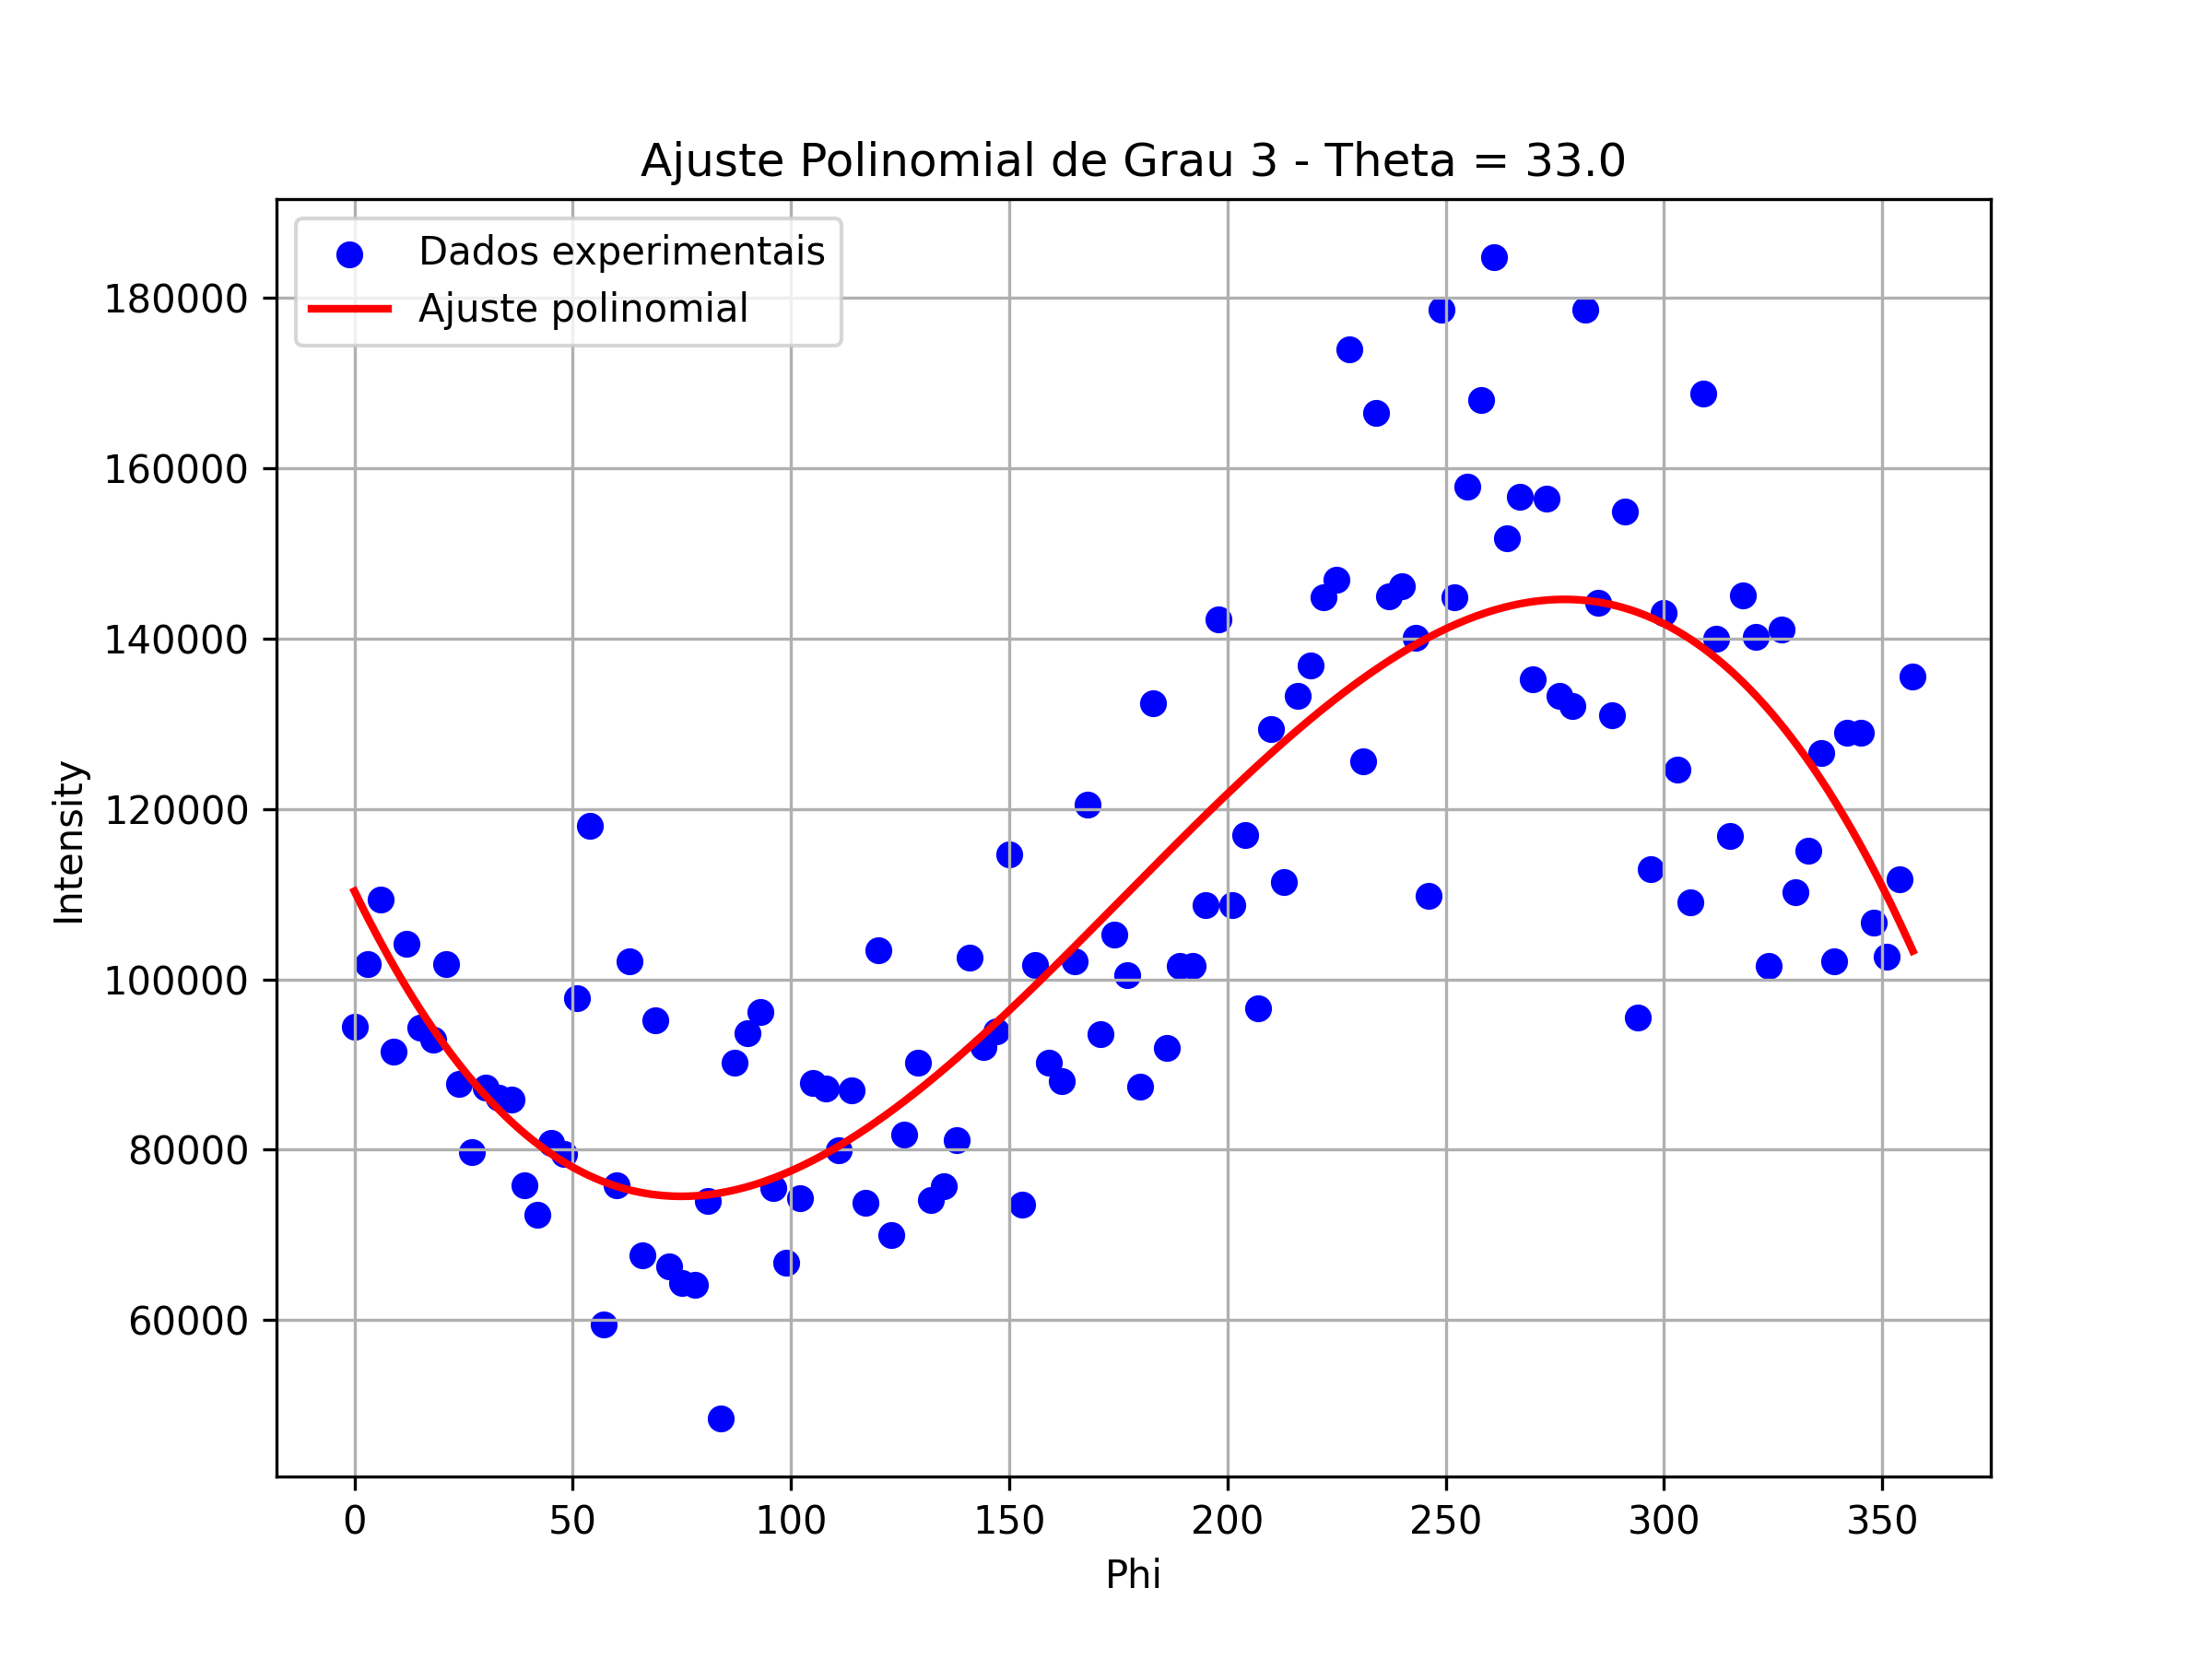 Ajuste Polinomial de Grau 3 - Theta = 33.0
Dados experimentais
Ajuste polinomial
180000
160000
140000
120000
100000
80000
60000
Intensity
0 50 100 150 200 250 300 350
Phi